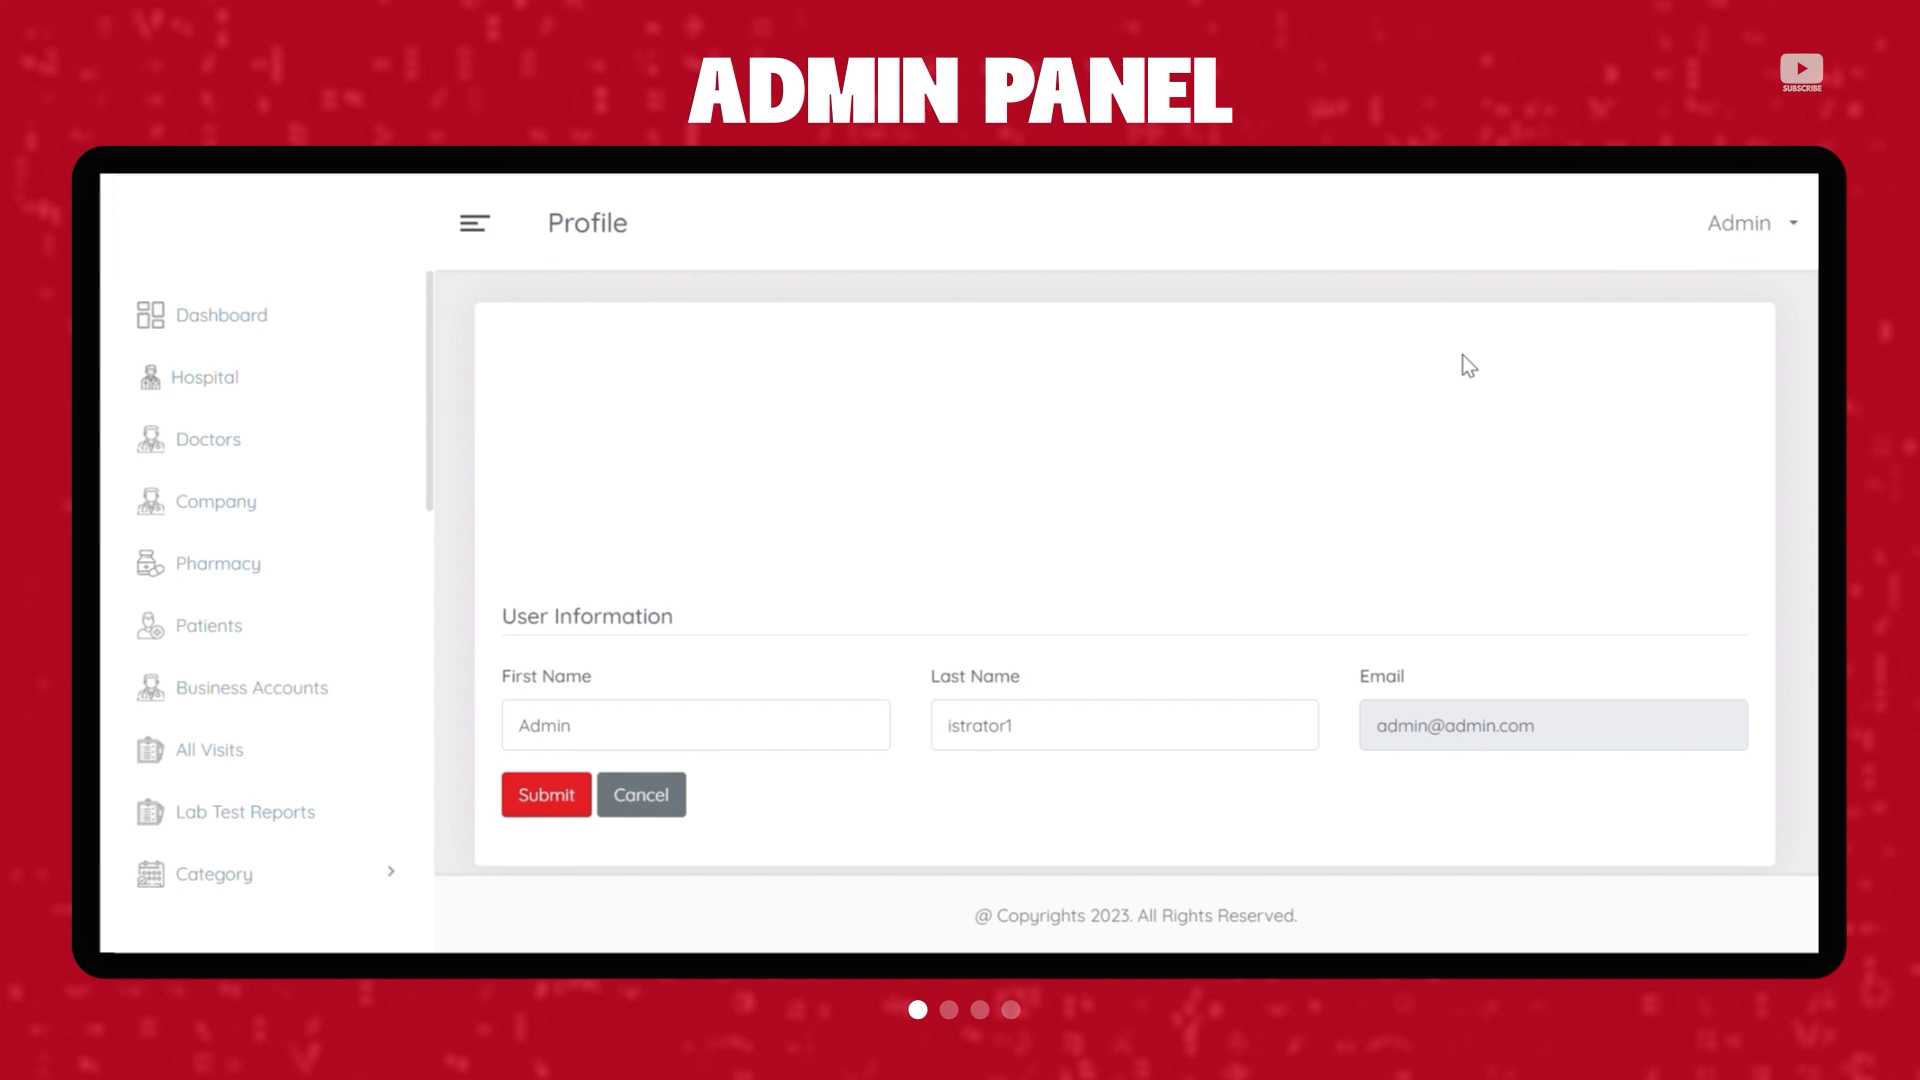 ADMIN PANEL
SUBSCRIBE
Profile
Admin
Dashboard
Hospital
Doctors
Company
Pharmacy
Patients
Business Accounts
All Visits
Lab Test Reports
Category
User Information
First Name
Last Name
Email
Admin
istrator1
admin@admin.com
Submit
Cancel
@ Copyrights 2023. All Rights Reserved.